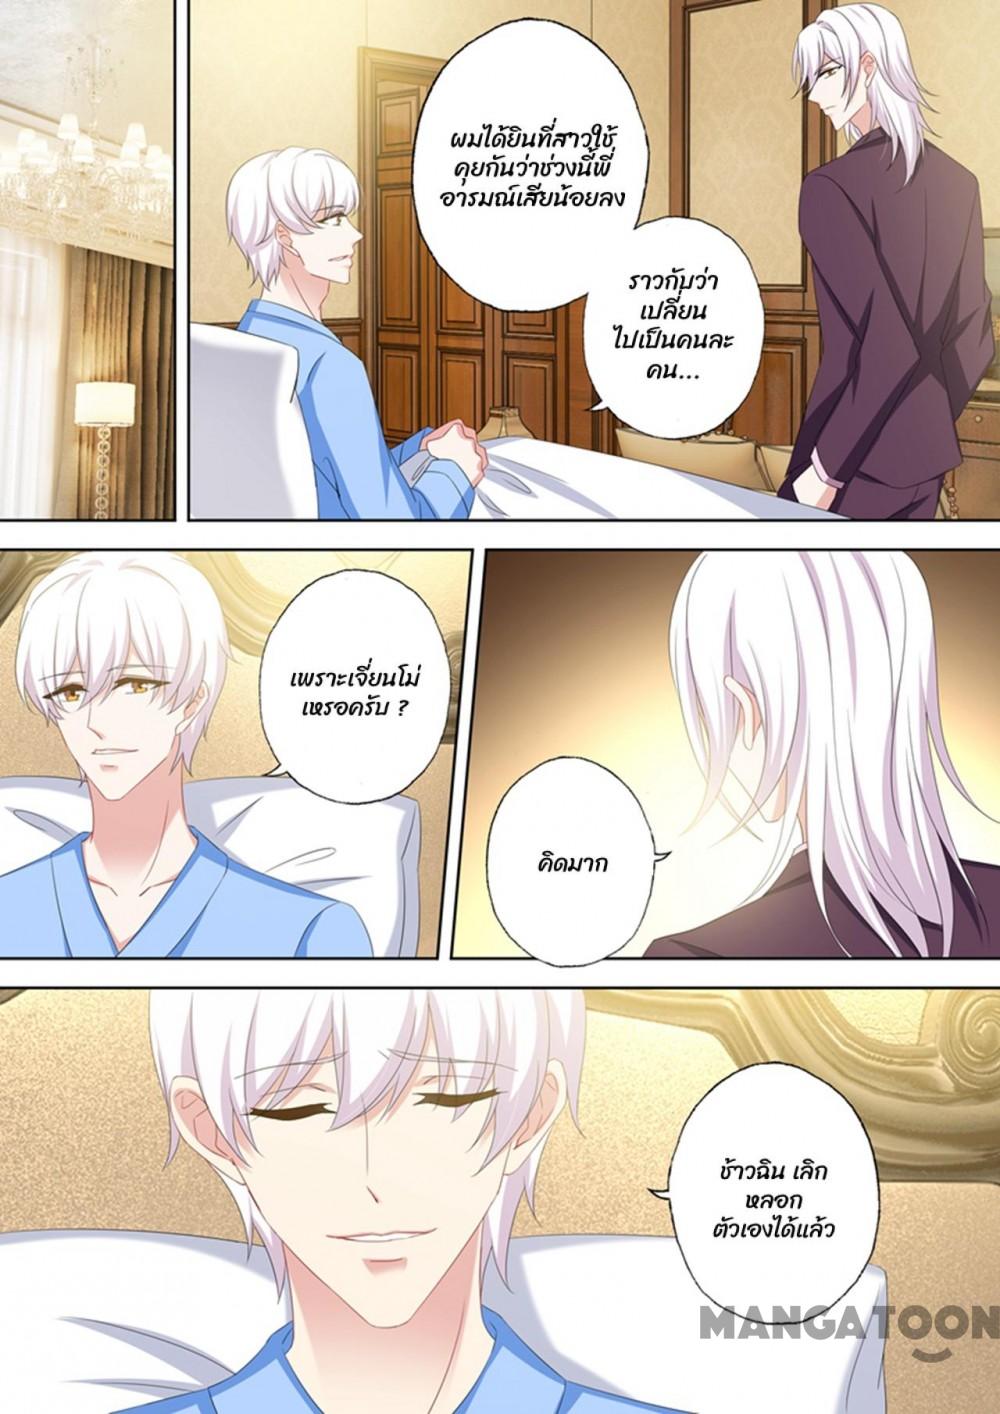 ผมได้ยินที่สาวใช้
คุยกันว่าช่วงนี้พี่
อารมณ์เสียน้อยลง
ราวกับว่า
เปลี่ยน
ไปเป็นคนละ
คน...
เพราะเจี่ยนโม่
เหรอครับ ?
คิดมาก
ช้าวฉิน เลิก
หลอก
ตัวเองได้แล้ว
MANGATOON